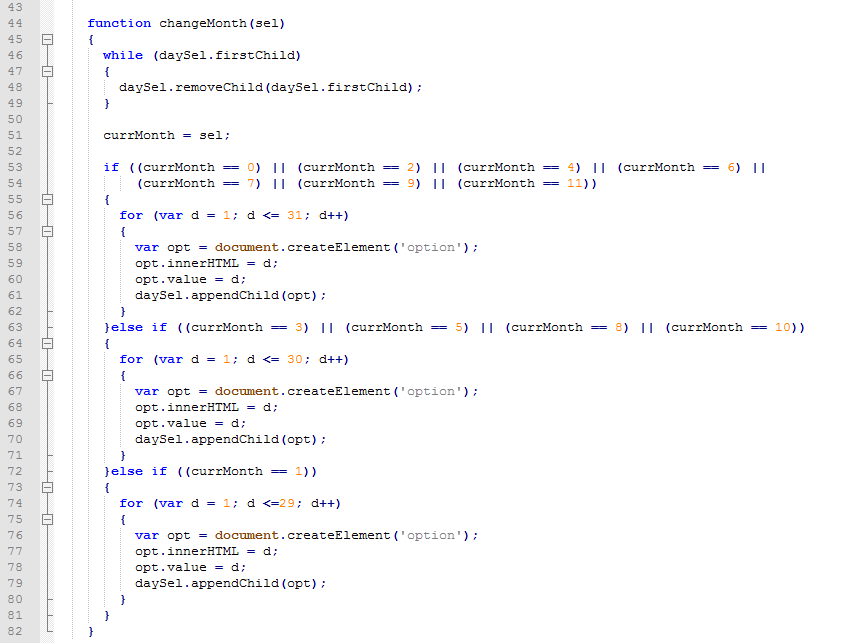 43
44 function changeMonth(sel)
45 {
46 while (daySel.firstChild)
47 {
48 daySel.removeChild(daySel.firstChild);
49 }
50
51 currMonth = sel;
52
53 if ((currMonth == 0) || (currMonth == 2) || (currMonth == 4) || (currMonth == 6) ||
54 (currMonth == 7) || (currMonth == 9) || (currMonth == 11))
55 {
56 for (var d = 1; d <= 31; d++)
57 {
58 var opt = document.createElement('option');
59 opt.innerHTML = d;
60 opt.value = d;
61 daySel.appendChild(opt);
62 }
63 }else if ((currMonth == 3) || (currMonth == 5) || (currMonth == 8) || (currMonth == 10))
64 {
65 for (var d = 1; d <= 30; d++)
66 {
67 var opt = document.createElement('option');
68 opt.innerHTML = d;
69 opt.value = d;
70 daySel.appendChild(opt);
71 }
72 }else if ((currMonth == 1))
73 {
74 for (var d = 1; d <=29; d++)
75 {
76 var opt = document.createElement('option');
77 opt.innerHTML = d;
78 opt.value = d;
79 daySel.appendChild(opt);
80 }
81 }
82 }